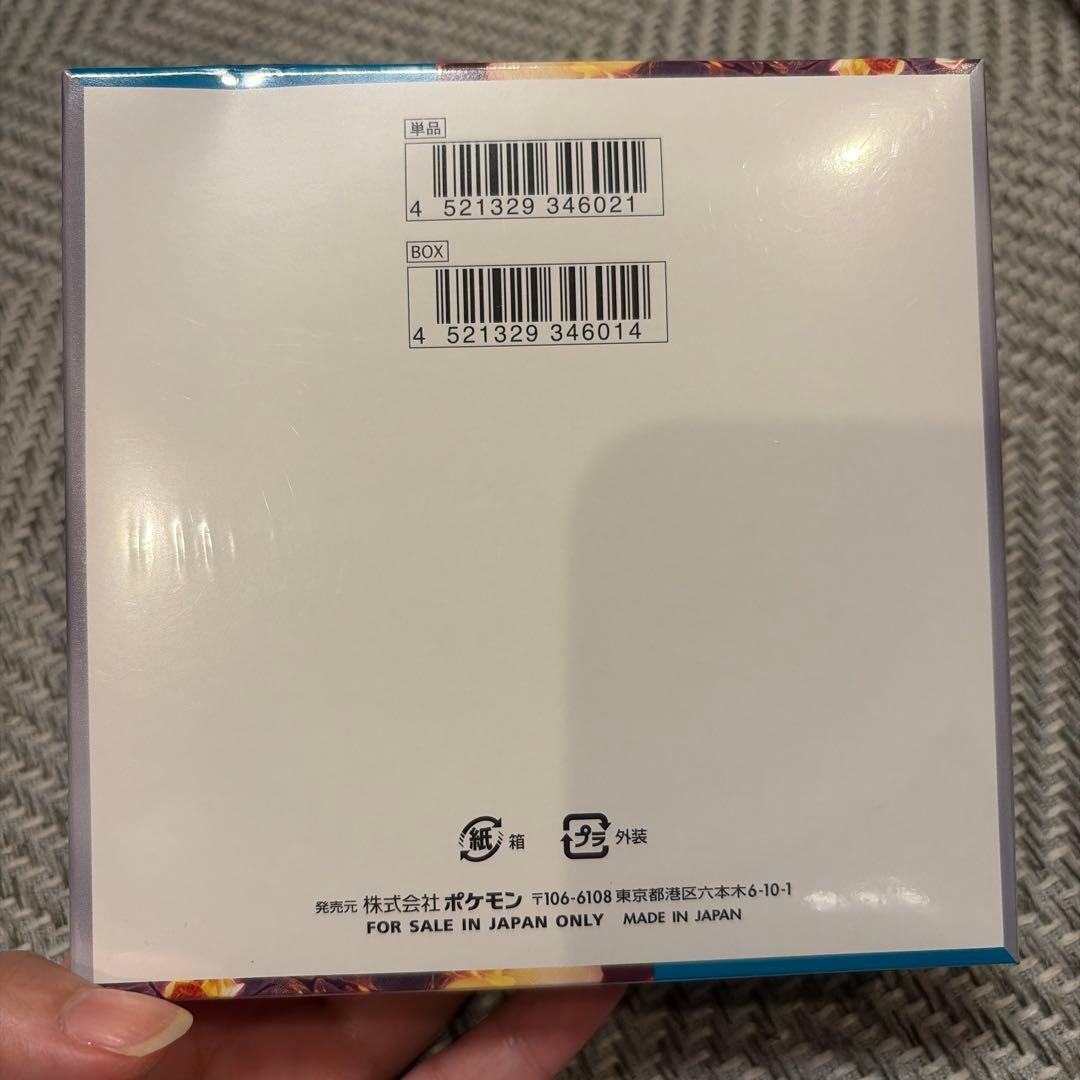 単品
4 521329 346021
BOX
4 521329 346014
紙 箱 プラ 外装
発売元 株式会社 ポケモン 〒106-6108 東京都港区六本木6-10-1
FOR SALE IN JAPAN ONLY MADE IN JAPAN